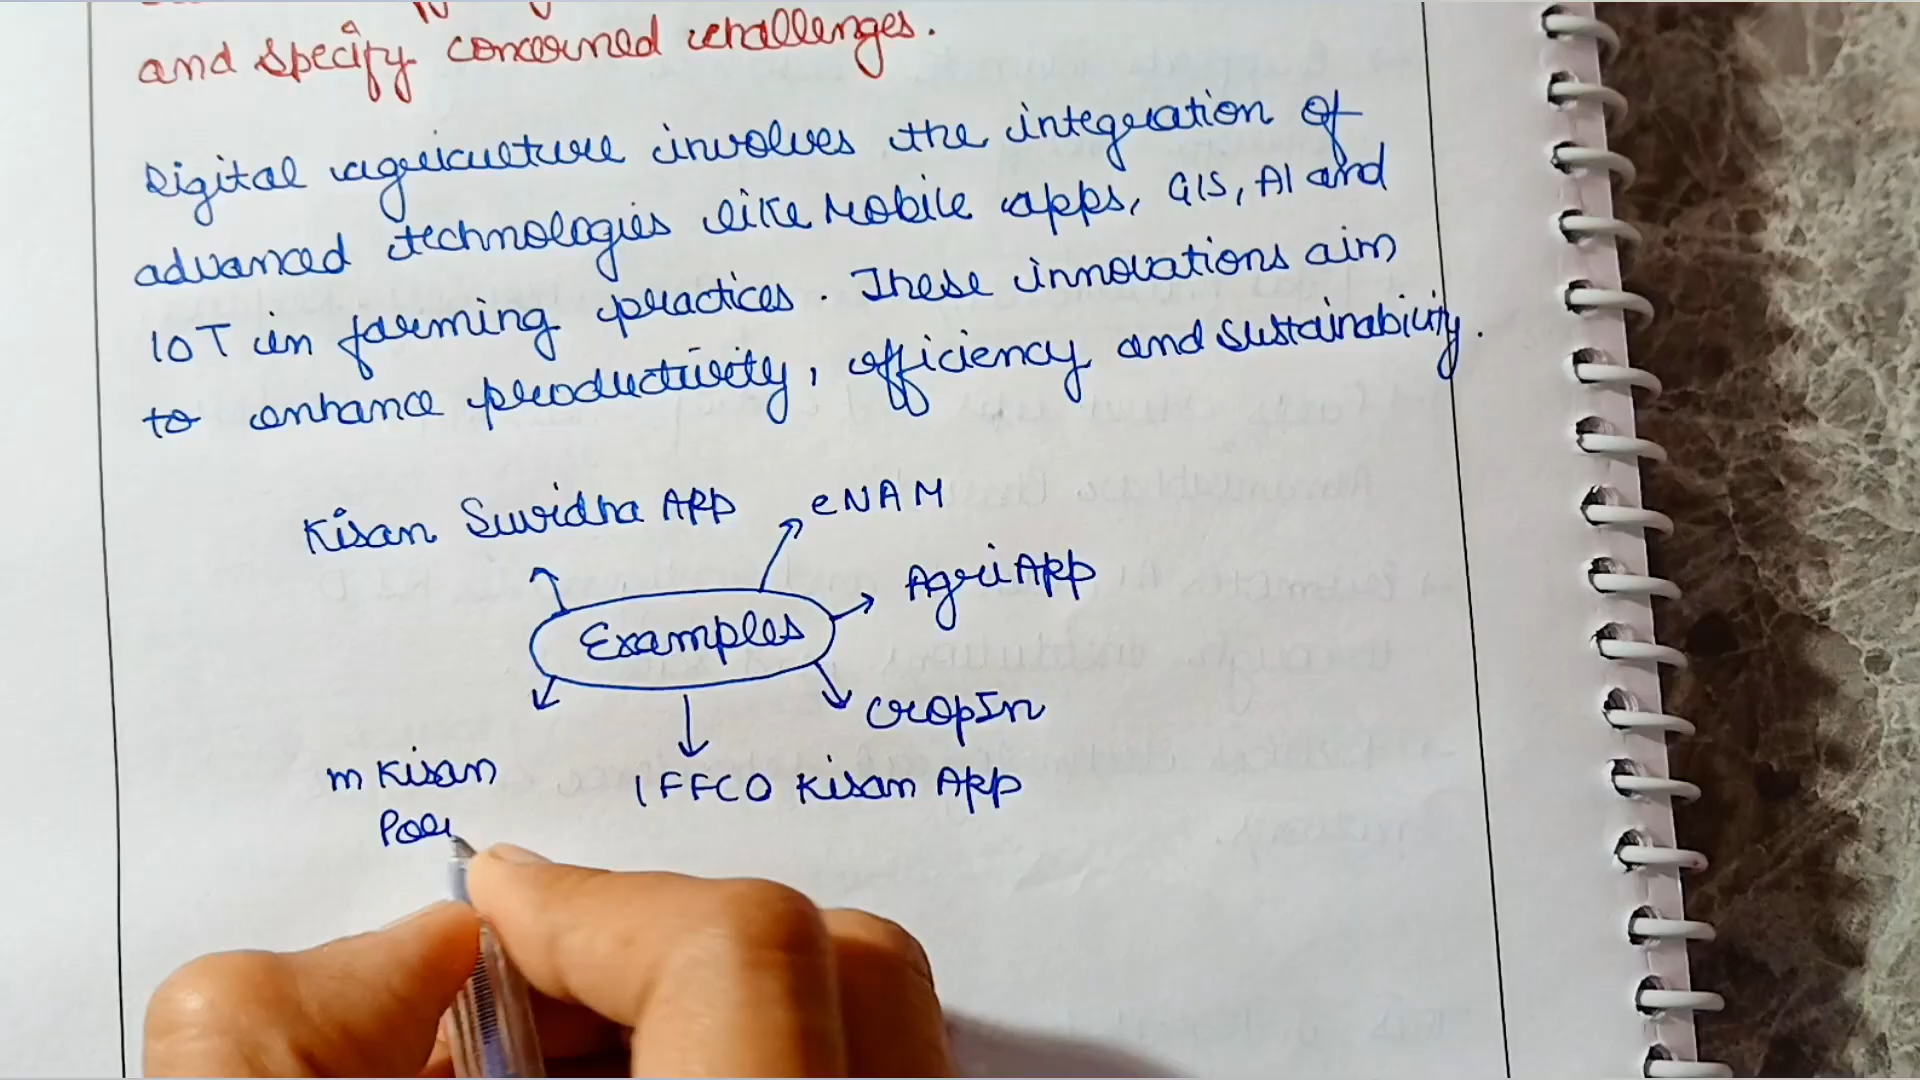 and specify concerned challenges.
Digital agriculture involves the integration of
advanced technologies like Mobile apps, GIS, AI and
IOT in farming practices. These innovations aim
to enhance productivity, efficiency and sustainability.
Kisan Suvidha App
eNAM
AgriApp
Examples
CropIn
m Kisan
IFFCO Kisan App
Por